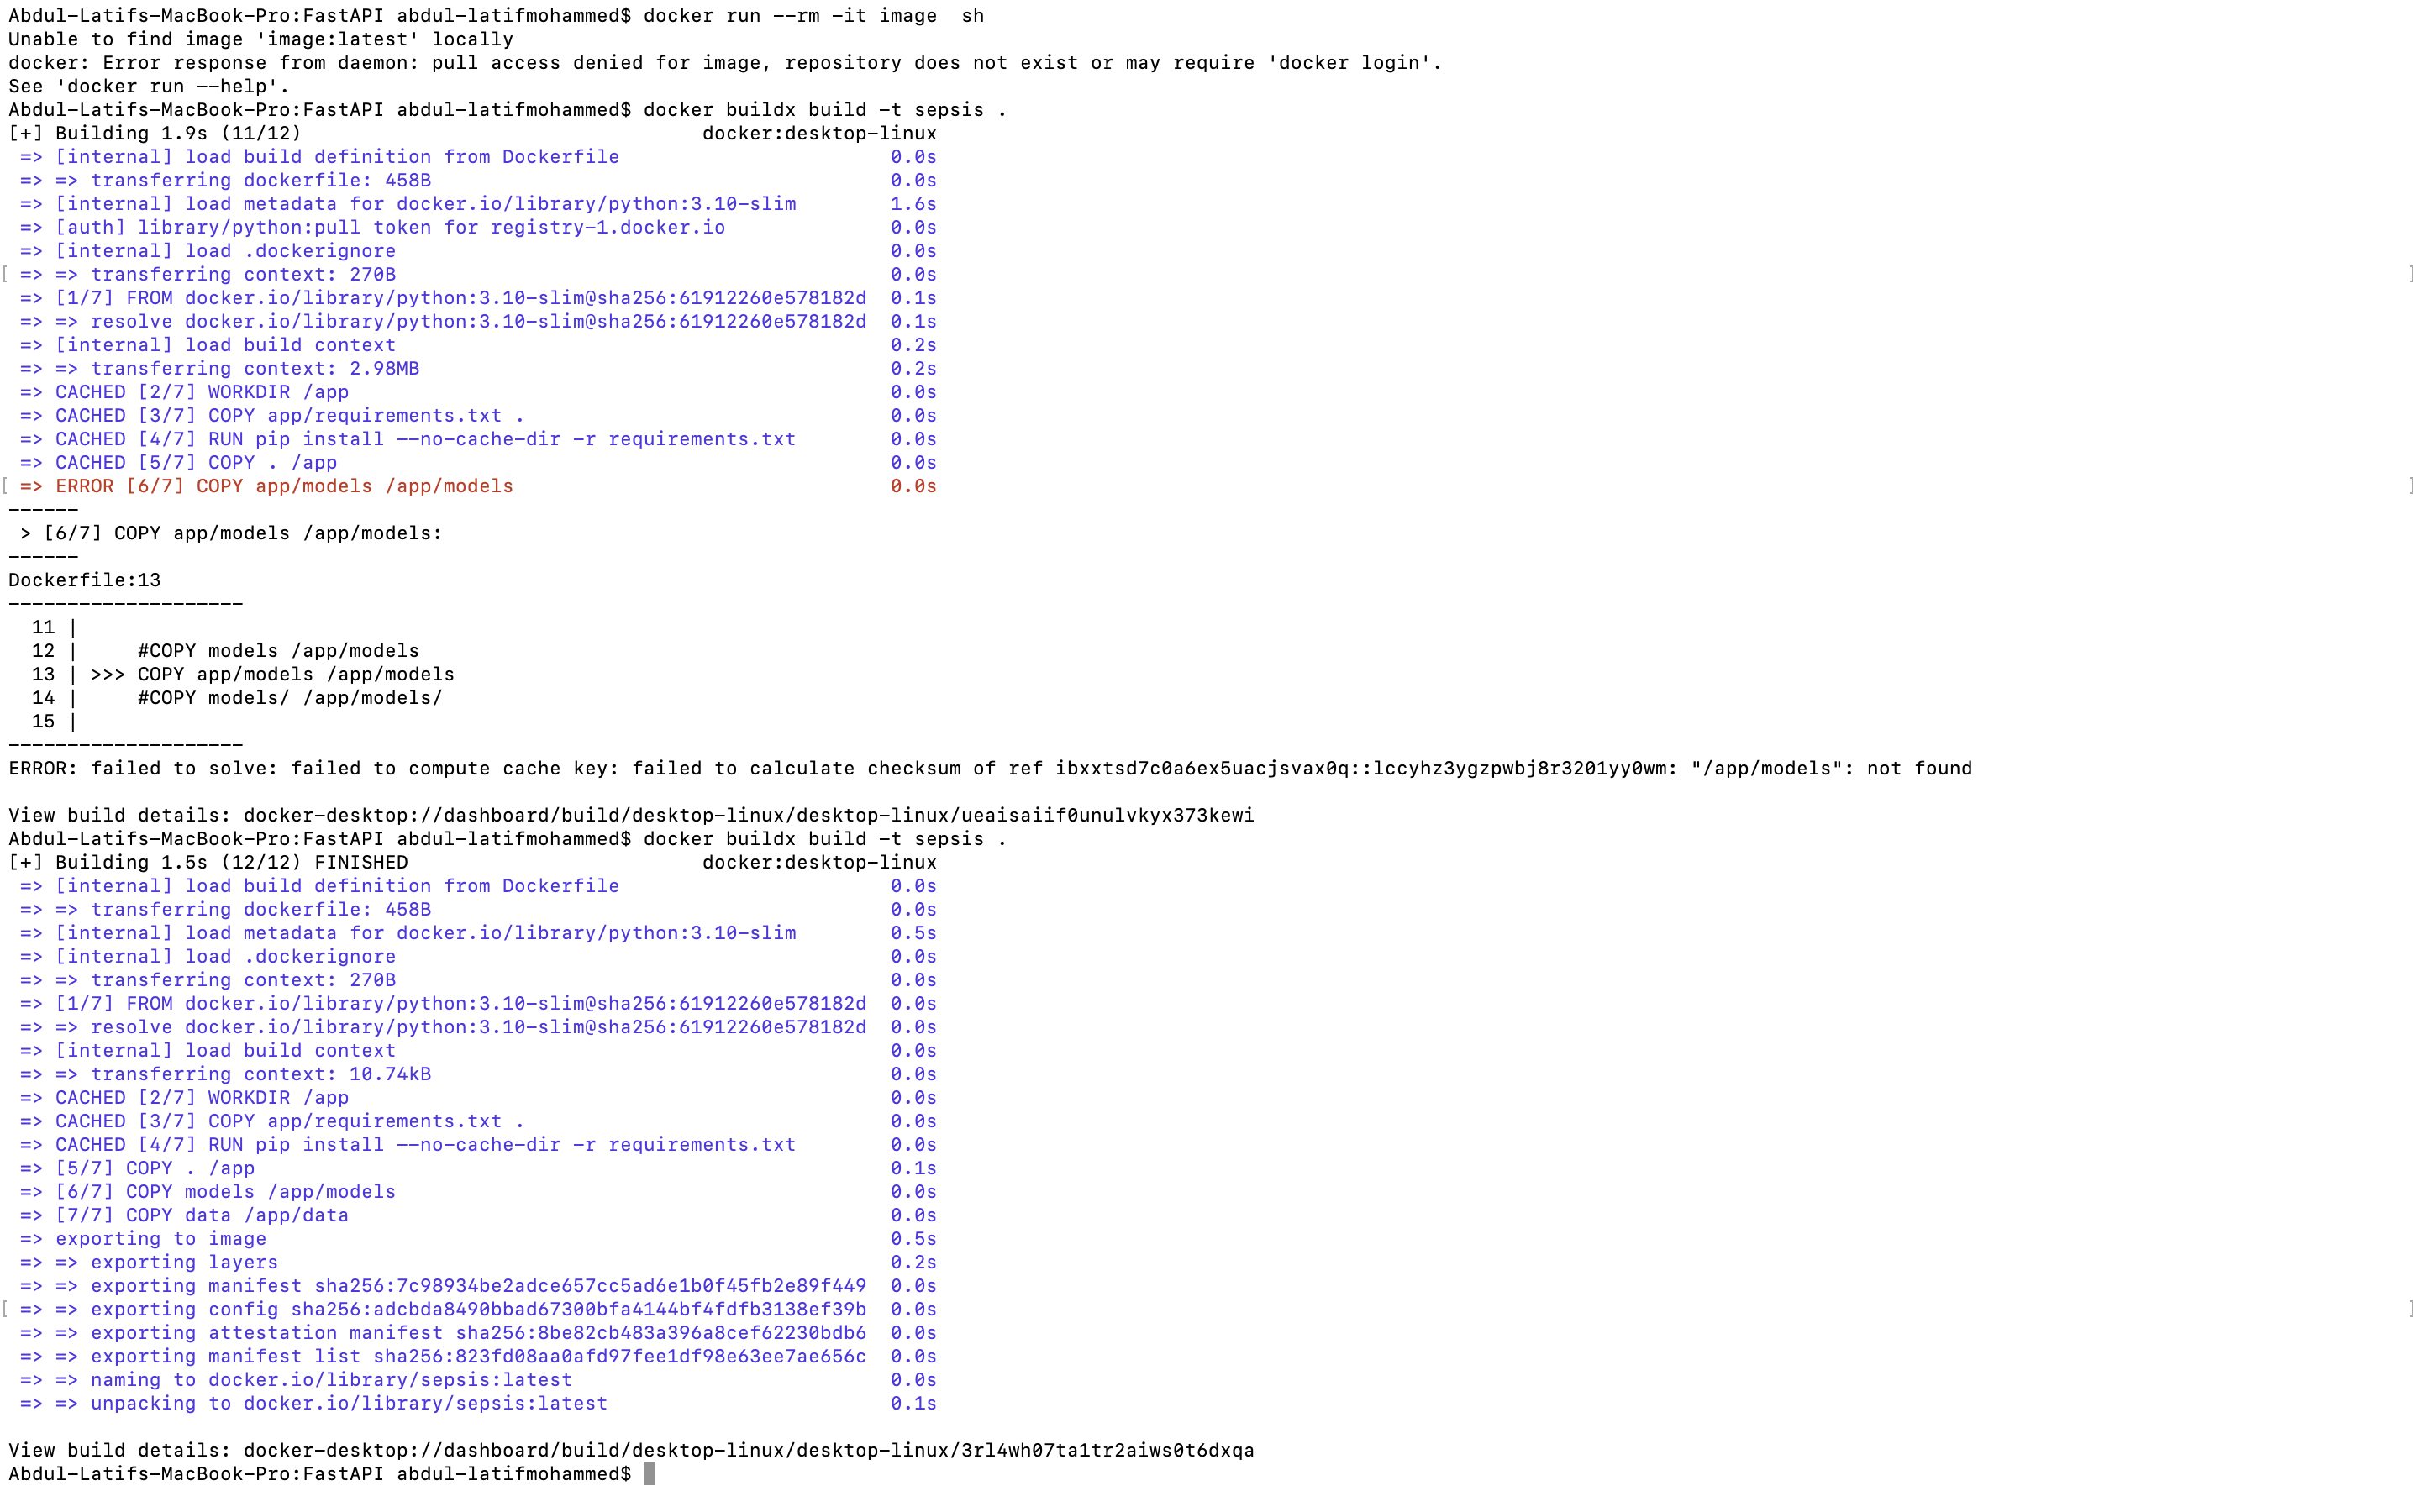 Abdul-Latifs-MacBook-Pro:FastAPI abdul-latifmohammed$ docker run --rm -it image  sh
Unable to find image 'image:latest' locally
docker: Error response from daemon: pull access denied for image, repository does not exist or may require 'docker login'.
See 'docker run --help'.
Abdul-Latifs-MacBook-Pro:FastAPI abdul-latifmohammed$ docker buildx build -t sepsis .
[+] Building 1.9s (11/12)                                  docker:desktop-linux
 => [internal] load build definition from Dockerfile                       0.0s
 => => transferring dockerfile: 458B                                       0.0s
 => [internal] load metadata for docker.io/library/python:3.10-slim        1.6s
 => [auth] library/python:pull token for registry-1.docker.io              0.0s
 => [internal] load .dockerignore                                          0.0s
[ => => transferring context: 270B                                          0.0s ]
 => [1/7] FROM docker.io/library/python:3.10-slim@sha256:61912260e578182d  0.1s
 => => resolve docker.io/library/python:3.10-slim@sha256:61912260e578182d  0.1s
 => [internal] load build context                                          0.2s
 => => transferring context: 2.98MB                                        0.2s
 => CACHED [2/7] WORKDIR /app                                              0.0s
 => CACHED [3/7] COPY app/requirements.txt .                               0.0s
 => CACHED [4/7] RUN pip install --no-cache-dir -r requirements.txt        0.0s
 => CACHED [5/7] COPY . /app                                               0.0s
[ => ERROR [6/7] COPY app/models /app/models                                0.0s ]
------
 > [6/7] COPY app/models /app/models:
------
Dockerfile:13
--------------------
  11 |
  12 |     #COPY models /app/models
  13 | >>> COPY app/models /app/models
  14 |     #COPY models/ /app/models/
  15 |
--------------------
ERROR: failed to solve: failed to compute cache key: failed to calculate checksum of ref ibxxtsd7c0a6ex5uacjsvax0q::lccyhz3ygzpwbj8r3201yy0wm: "/app/models": not found

View build details: docker-desktop://dashboard/build/desktop-linux/desktop-linux/ueaisaiif0unulvkyx373kewi
Abdul-Latifs-MacBook-Pro:FastAPI abdul-latifmohammed$ docker buildx build -t sepsis .
[+] Building 1.5s (12/12) FINISHED                         docker:desktop-linux
 => [internal] load build definition from Dockerfile                       0.0s
 => => transferring dockerfile: 458B                                       0.0s
 => [internal] load metadata for docker.io/library/python:3.10-slim        0.5s
 => [internal] load .dockerignore                                          0.0s
 => => transferring context: 270B                                          0.0s
 => [1/7] FROM docker.io/library/python:3.10-slim@sha256:61912260e578182d  0.0s
 => => resolve docker.io/library/python:3.10-slim@sha256:61912260e578182d  0.0s
 => [internal] load build context                                          0.0s
 => => transferring context: 10.74kB                                       0.0s
 => CACHED [2/7] WORKDIR /app                                              0.0s
 => CACHED [3/7] COPY app/requirements.txt .                               0.0s
 => CACHED [4/7] RUN pip install --no-cache-dir -r requirements.txt        0.0s
 => [5/7] COPY . /app                                                      0.1s
 => [6/7] COPY models /app/models                                          0.0s
 => [7/7] COPY data /app/data                                              0.0s
 => exporting to image                                                     0.5s
 => => exporting layers                                                    0.2s
 => => exporting manifest sha256:7c98934be2adce657cc5ad6e1b0f45fb2e89f449  0.0s
[ => => exporting config sha256:adcbda8490bbad67300bfa4144bf4fdfb3138ef39b  0.0s ]
 => => exporting attestation manifest sha256:8be82cb483a396a8cef62230bdb6  0.0s
 => => exporting manifest list sha256:823fd08aa0afd97fee1df98e63ee7ae656c  0.0s
 => => naming to docker.io/library/sepsis:latest                           0.0s
 => => unpacking to docker.io/library/sepsis:latest                        0.1s

View build details: docker-desktop://dashboard/build/desktop-linux/desktop-linux/3rl4wh07ta1tr2aiws0t6dxqa
Abdul-Latifs-MacBook-Pro:FastAPI abdul-latifmohammed$